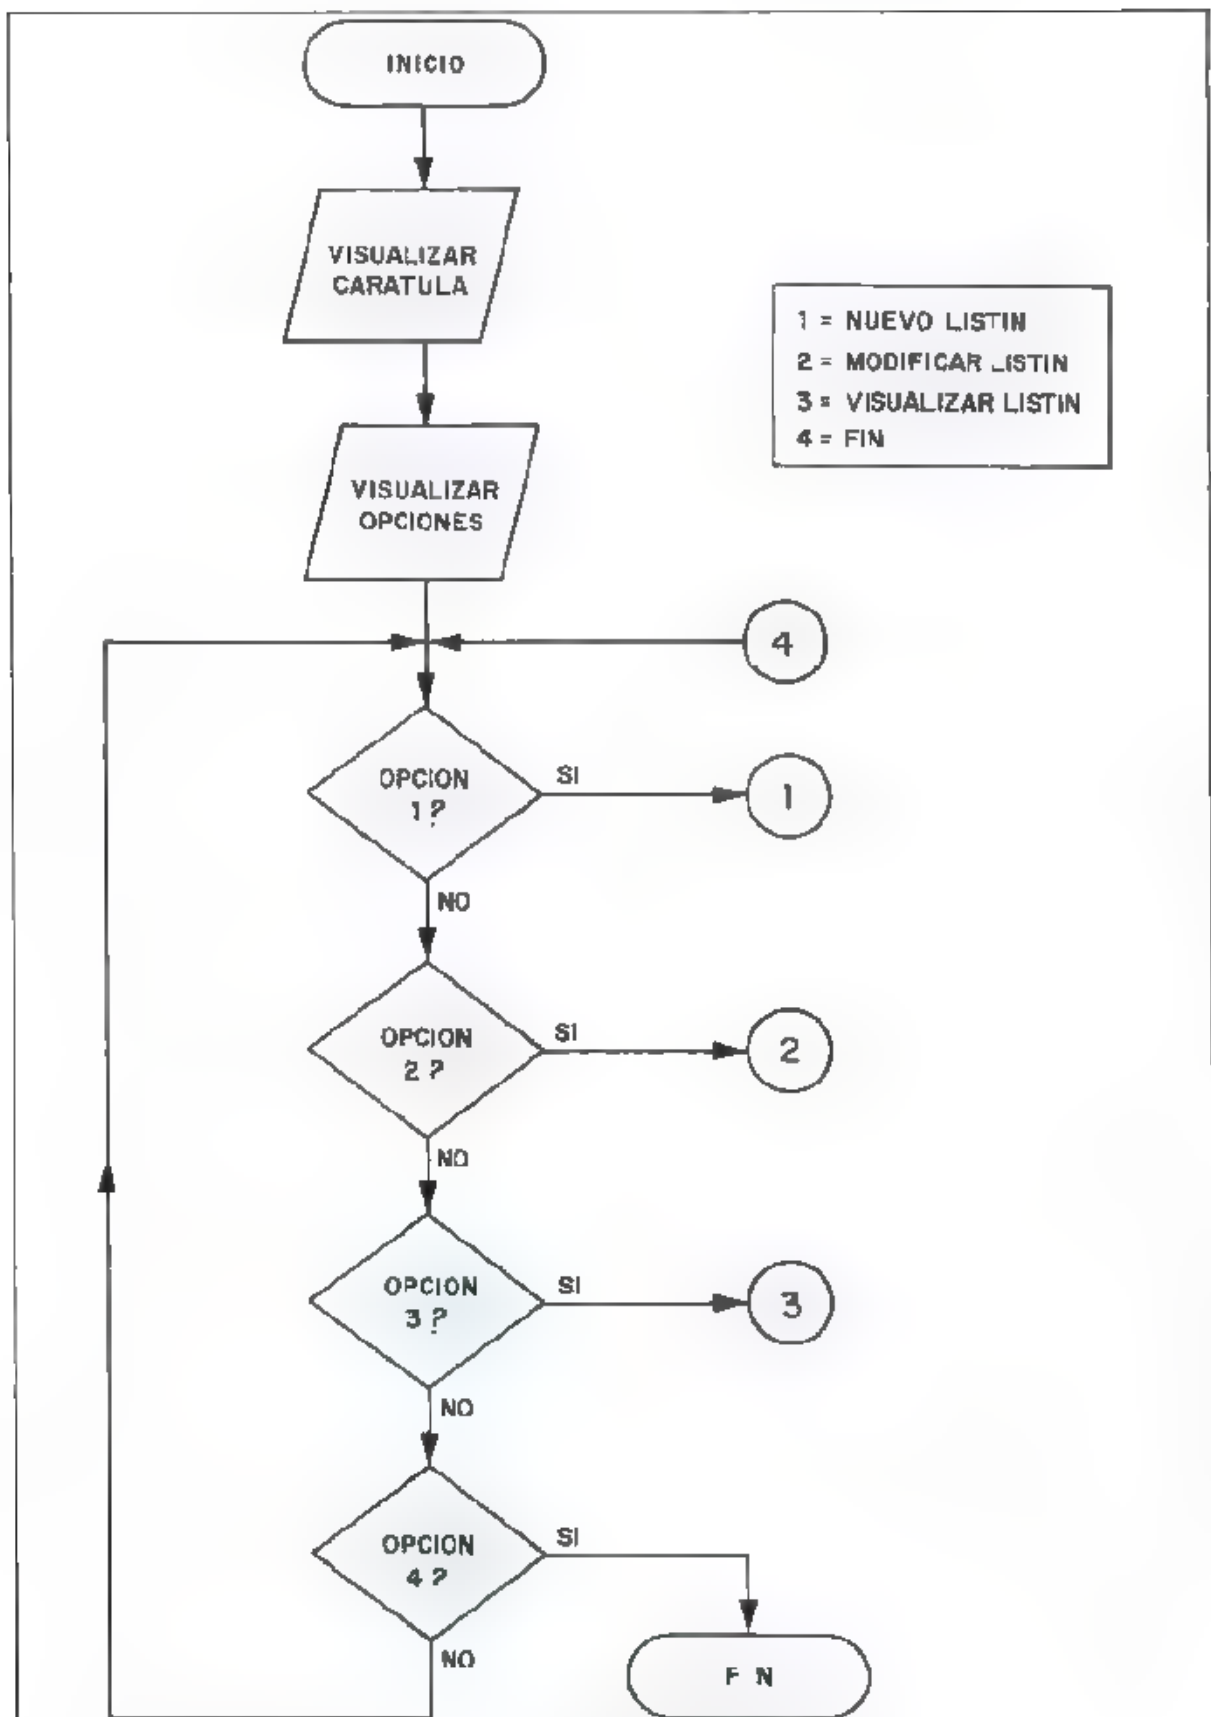 INICIO
VISUALIZAR
CARATULA
1 = NUEVO LISTIN
2 = MODIFICAR LISTIN
3 = VISUALIZAR LISTIN
4 = FIN
VISUALIZAR
OPCIONES
4
OPCION
1?
SI
1
NO
OPCION
2?
SI
2
NO
OPCION
3?
SI
3
NO
OPCION
4?
SI
NO
FIN